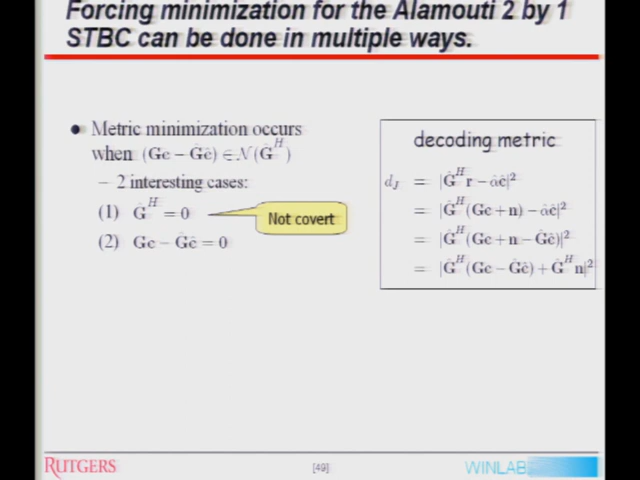 Forcing minimization for the Alamouti 2 by 1
STBC can be done in multiple ways.
● Metric minimization occurs
when (Gc − Ĝĉ) ∈ 𝒩(Ĝ^H)
– 2 interesting cases:
(1) Ĝ^H = 0
Not covert
(2) Gc − Ĝĉ = 0
decoding metric
d_J = |Ĝ^H r − α̂ĉ|²
= |Ĝ^H(Gc + n) − α̂ĉ|²
= |Ĝ^H(Gc + n − Ĝĉ)|²
= |Ĝ^H(Gc − Ĝĉ) + Ĝ^H n|²
RUTGERS
[49]
WINLAB